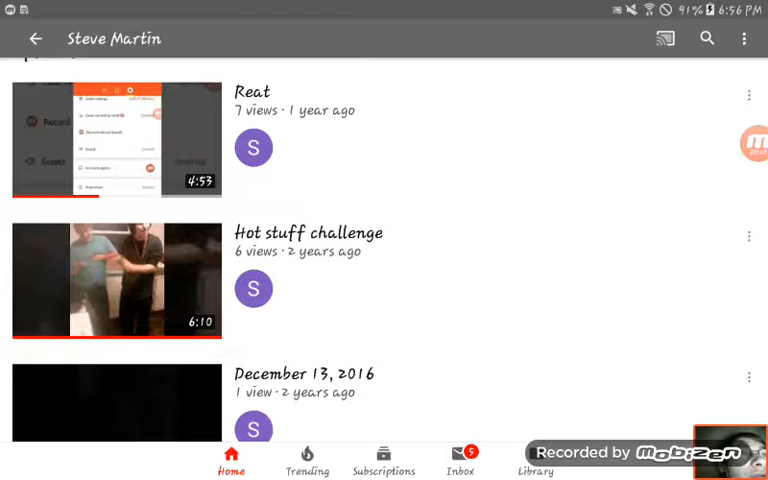 91% 6:56 PM
Steve Martin
Reat
7 views · 1 year ago
S
Record
Sound
4:53
Hot stuff challenge
6 views · 2 years ago
S
6:10
December 13, 2016
1 view · 2 years ago
S
Home
Trending
Subscriptions
5
Inbox
Library
Recorded by Mobizen